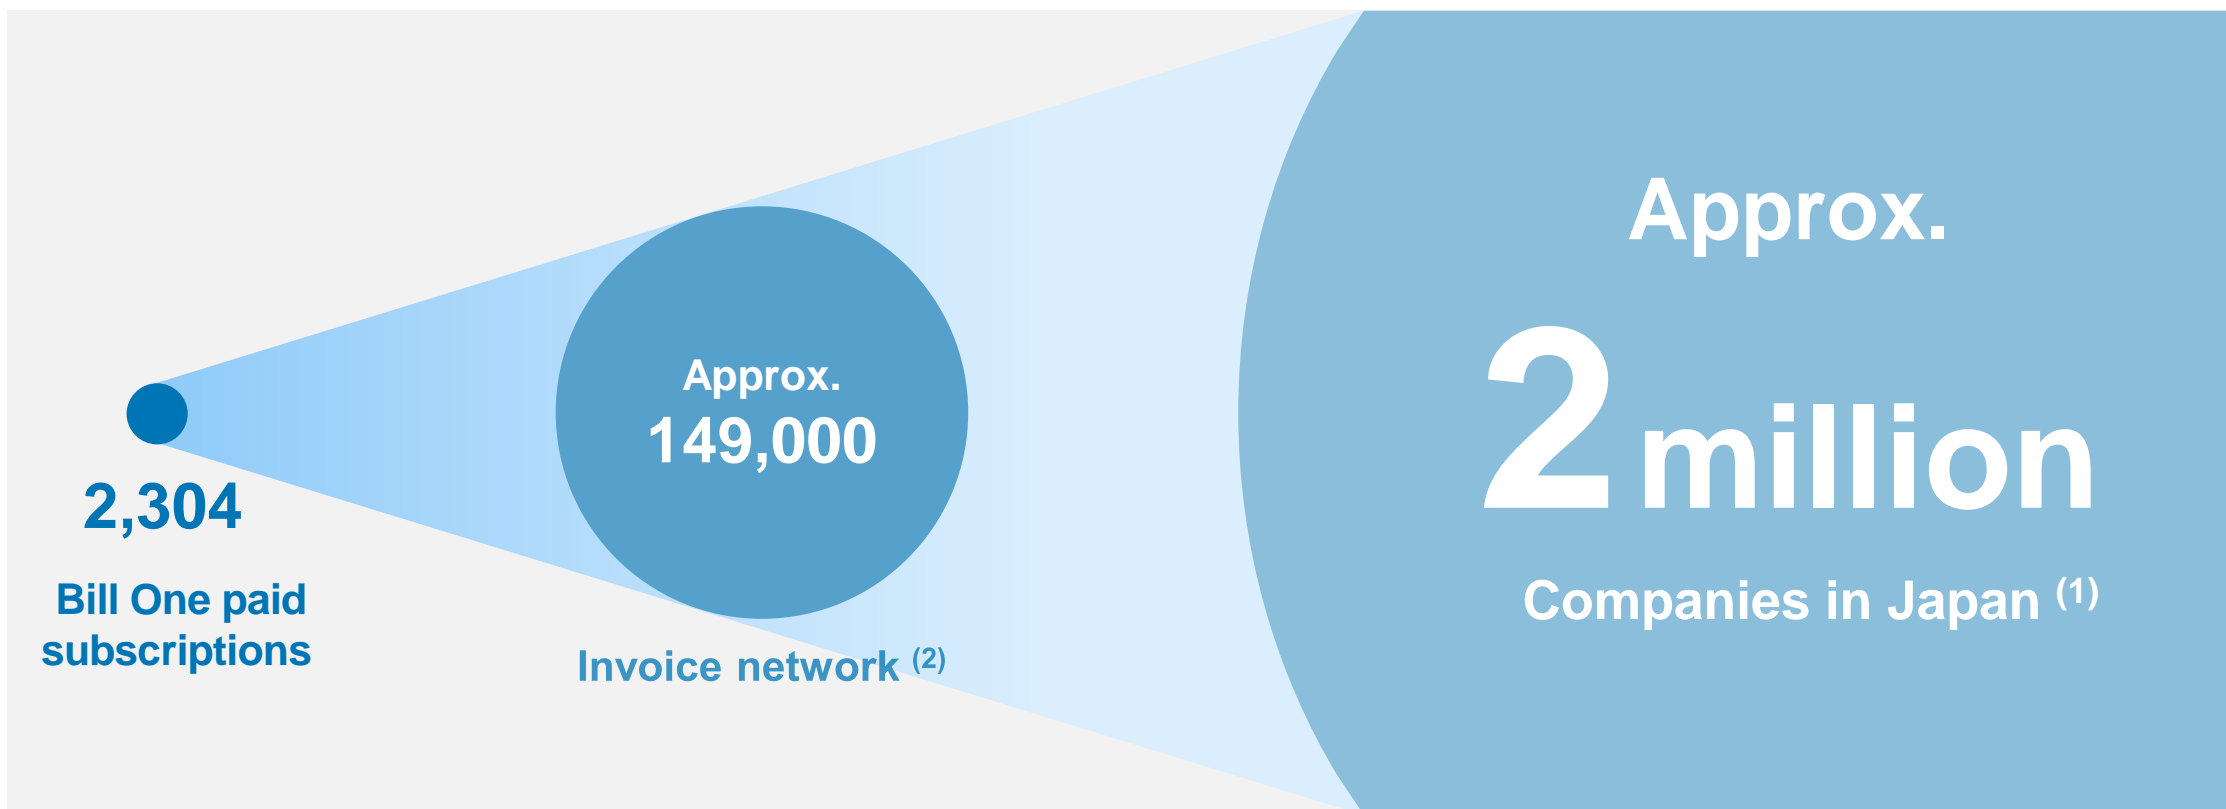 2,304
Bill One paid
subscriptions
Approx.
149,000
Invoice network (2)
Approx.
2 million
Companies in Japan (1)